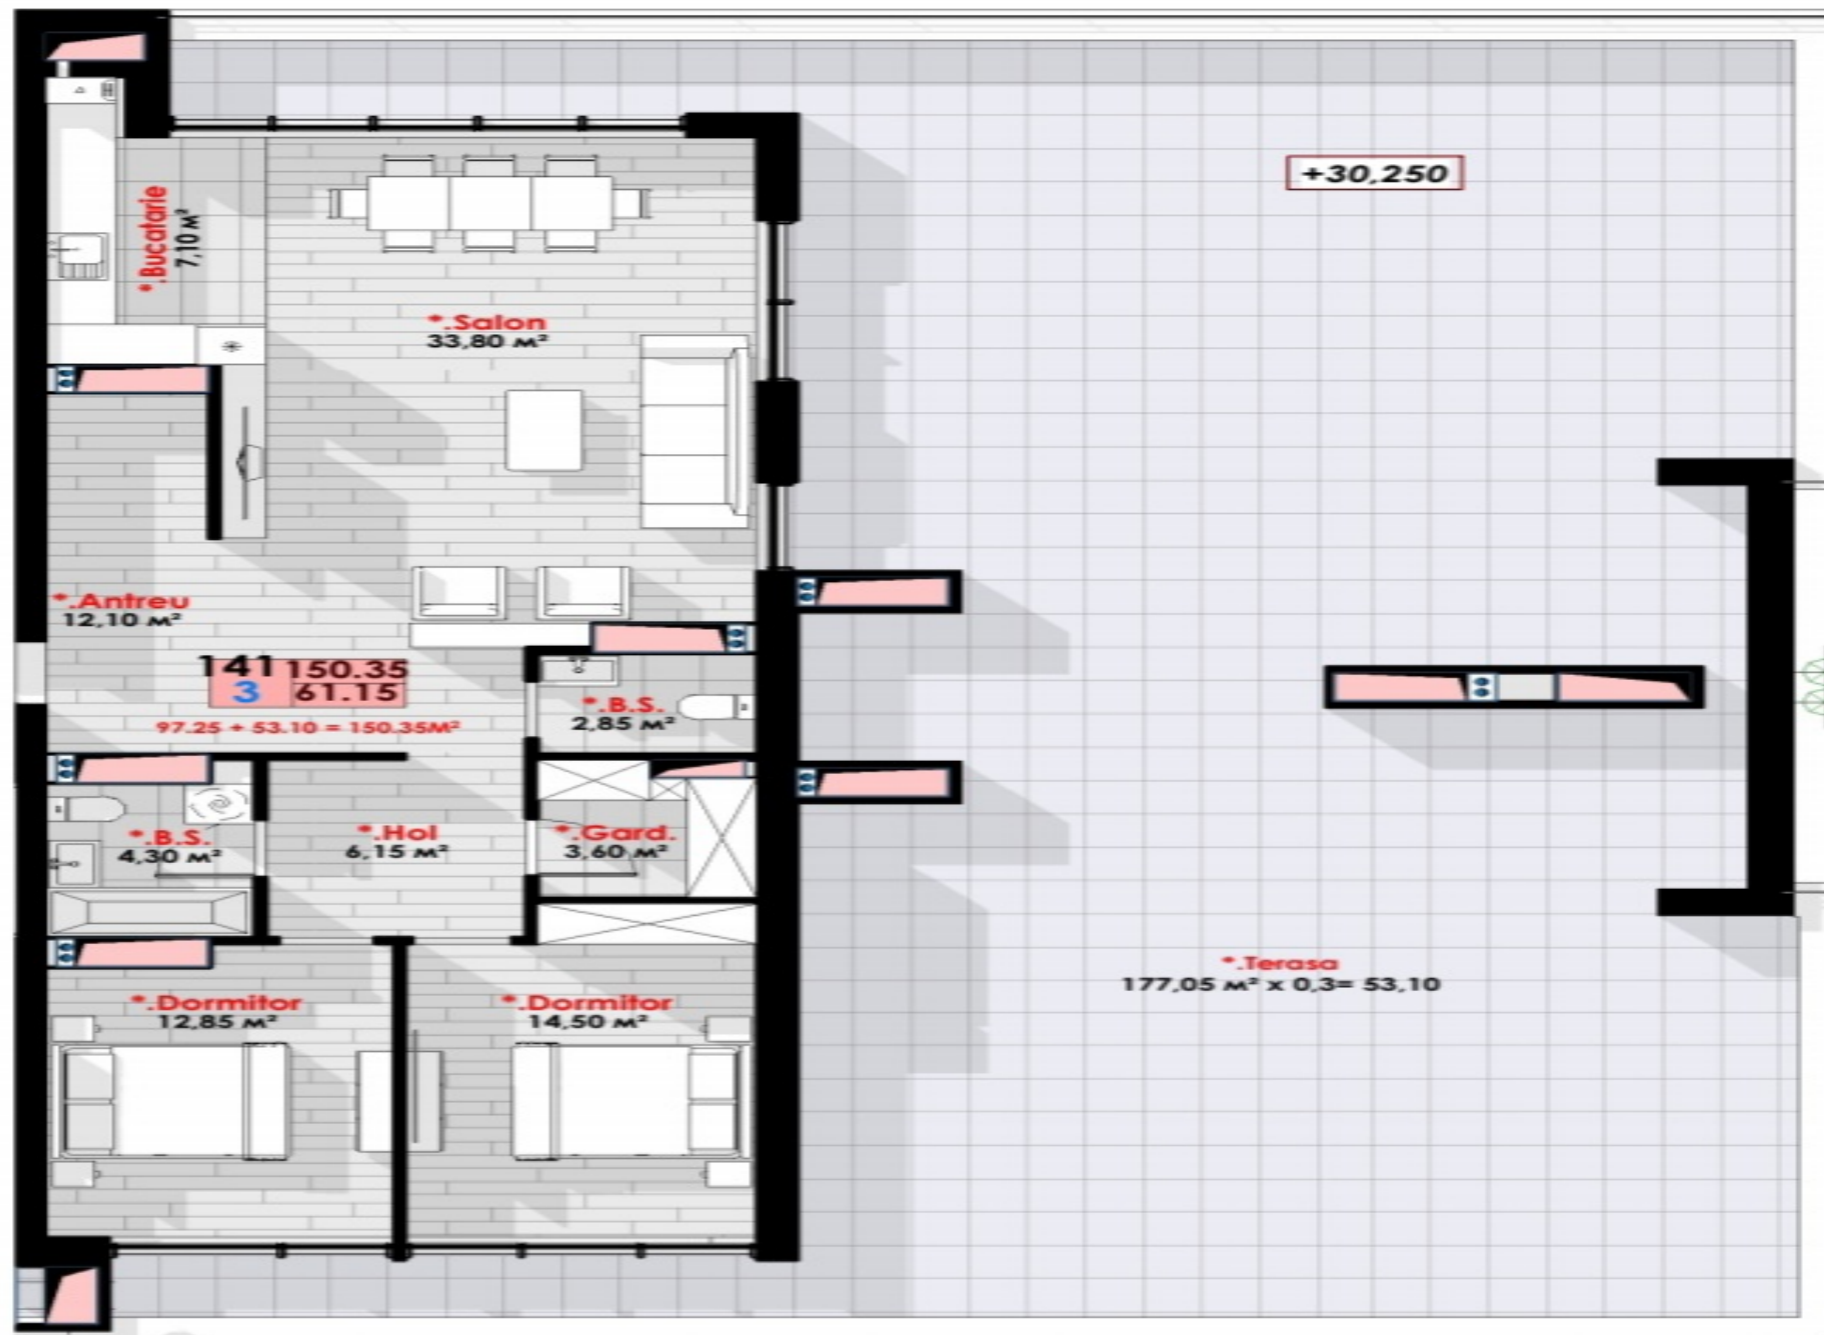 +30,250
*.Bucatarie
7,10 м²
*.Salon
33,80 м²
*.Antreu
12,10 м²
141 150.35
3 61.15
97.25 + 53.10 = 150.35м²
*.B.S.
2,85 м²
*.B.S.
4,30 м²
*.Hol
6,15 м²
*.Gard.
3,60 м²
*.Terasa
177,05 м² x 0,3= 53,10
*.Dormitor
12,85 м²
*.Dormitor
14,50 м²